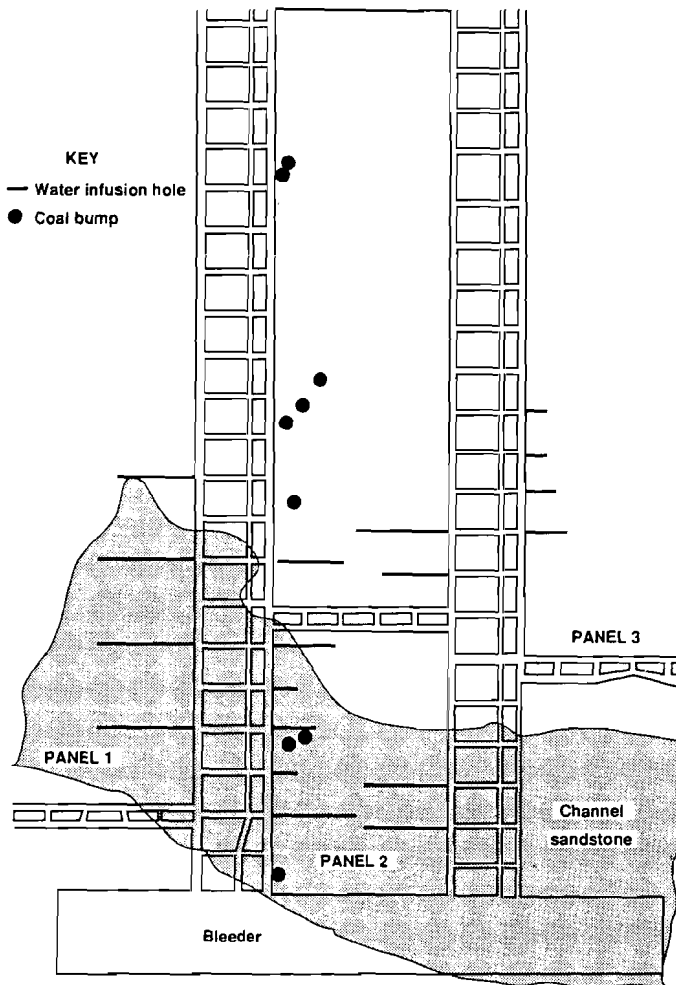 KEY
Water infusion hole
Coal bump
PANEL 3
PANEL 1
Channel
sandstone
PANEL 2
Bleeder